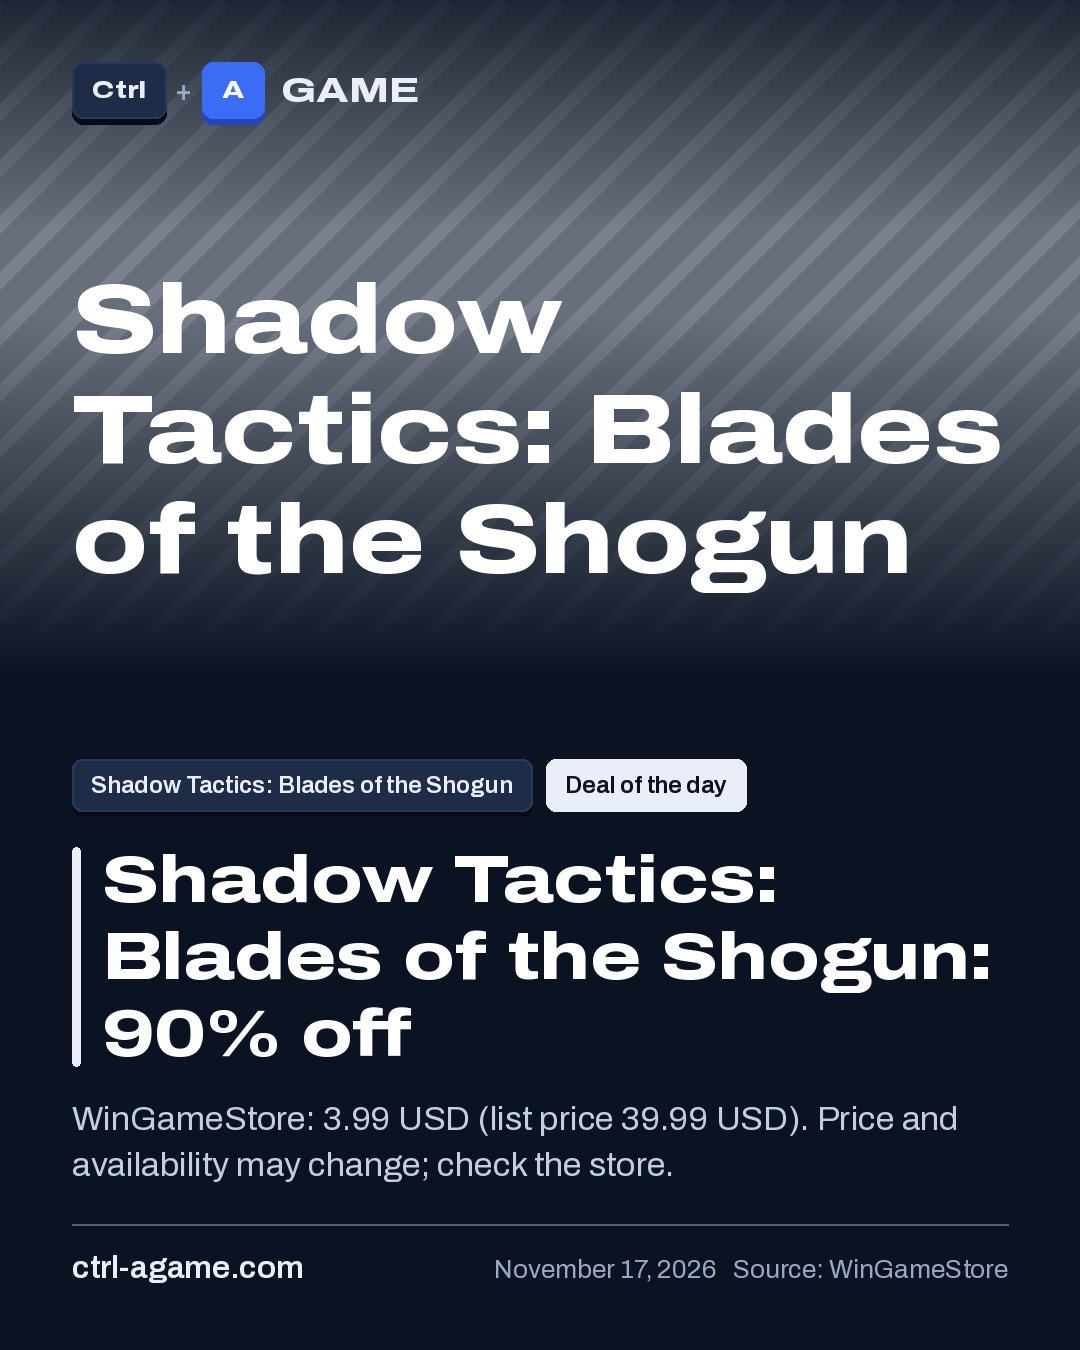 Ctrl + A GAME
Shadow
Tactics: Blades
of the Shogun
Shadow Tactics: Blades of the Shogun
Deal of the day
Shadow Tactics:
Blades of the Shogun:
90% off
WinGameStore: 3.99 USD (list price 39.99 USD). Price and
availability may change; check the store.
ctrl-agame.com
November 17, 2026 Source: WinGameStore